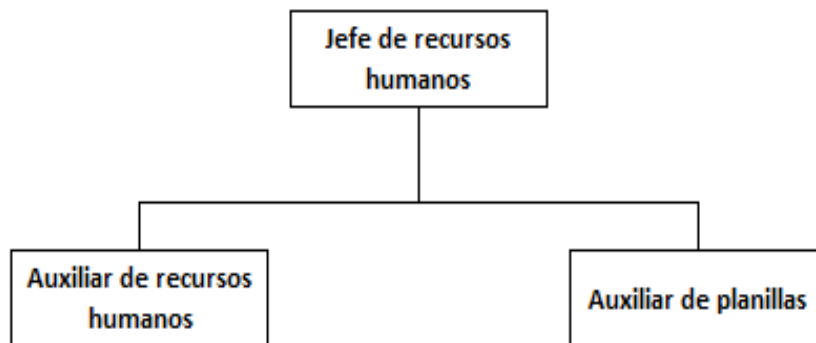 Jefe de recursos
humanos
Auxiliar de recursos
humanos
Auxiliar de planillas